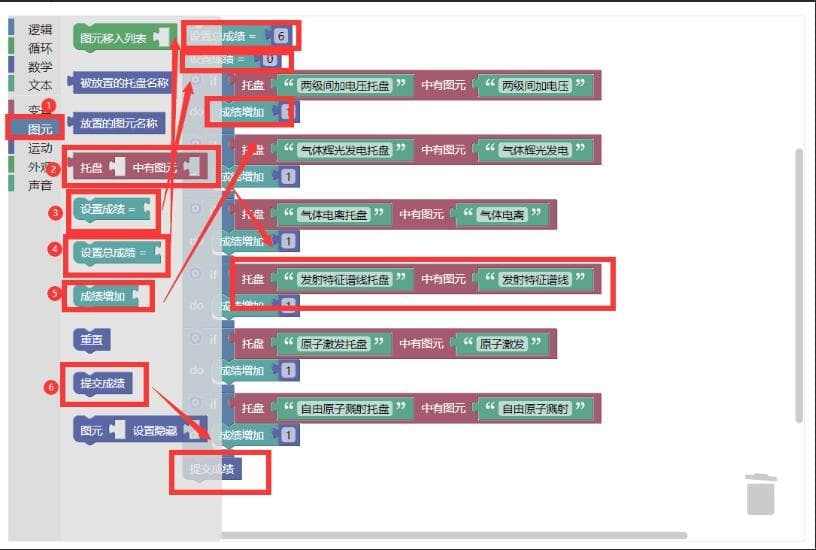 逻辑
循环
数学
文本
变
图元
运动
外观
声音
1
2
3
4
5
6
图元移入列表
被放置的托盘名称
放置的图元名称
托盘 中有图元
设置成绩 =
设置总成绩 =
成绩增加
重置
提交成绩
图元 设置隐藏
设置总成绩 = 6
设置成绩 = 0
if 托盘 “ 两级间加电压托盘 ” 中有图元 “ 两级间加电压 ”
do 成绩增加 1
if 托盘 “ 气体辉光发电托盘 ” 中有图元 “ 气体辉光发电 ”
成绩增加 1
if 托盘 “ 气体电离托盘 ” 中有图元 “ 气体电离 ”
do 成绩增加 1
if 托盘 “ 发射特征谱线托盘 ” 中有图元 “ 发射特征谱线 ”
do 成绩增加 1
if 托盘 “ 原子激发托盘 ” 中有图元 “ 原子激发 ”
do 成绩增加 1
if 托盘 “ 自由原子溅射托盘 ” 中有图元 “ 自由原子溅射 ”
do 成绩增加 1
提交成绩